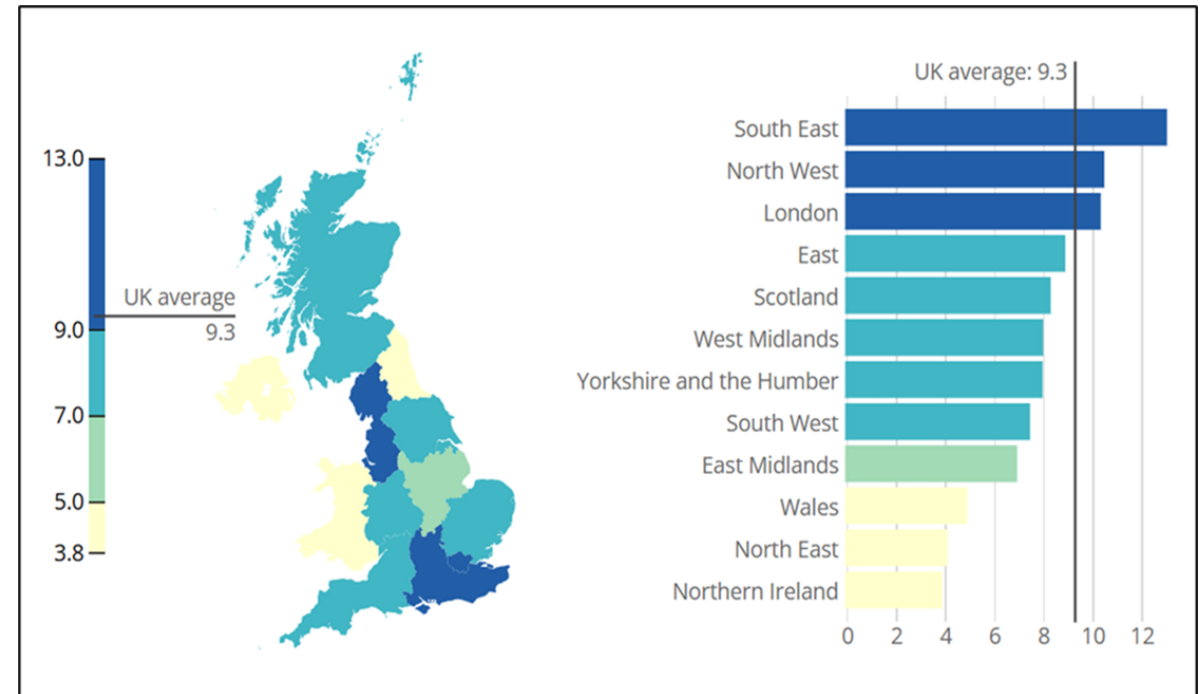 13.0
UK average
9.0
9.3
7.0
5.0
3.8
UK average: 9.3
South East
North West
London
East
Scotland
West Midlands
Yorkshire and the Humber
South West
East Midlands
Wales
North East
Northern Ireland
0 2 4 6 8 10 12